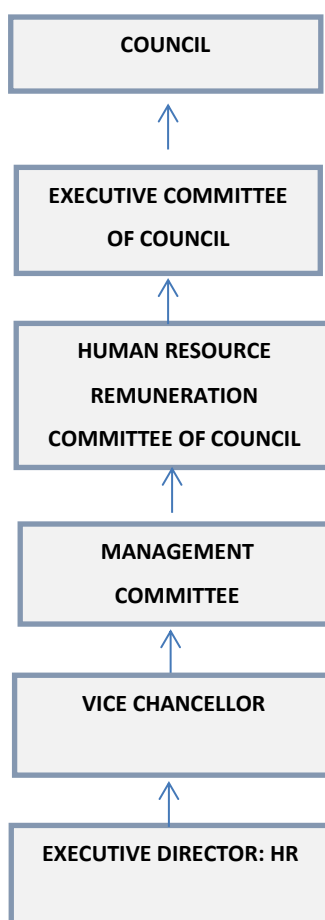 COUNCIL
EXECUTIVE COMMITTEE
OF COUNCIL
HUMAN RESOURCE
REMUNERATION
COMMITTEE OF COUNCIL
MANAGEMENT
COMMITTEE
VICE CHANCELLOR
EXECUTIVE DIRECTOR: HR